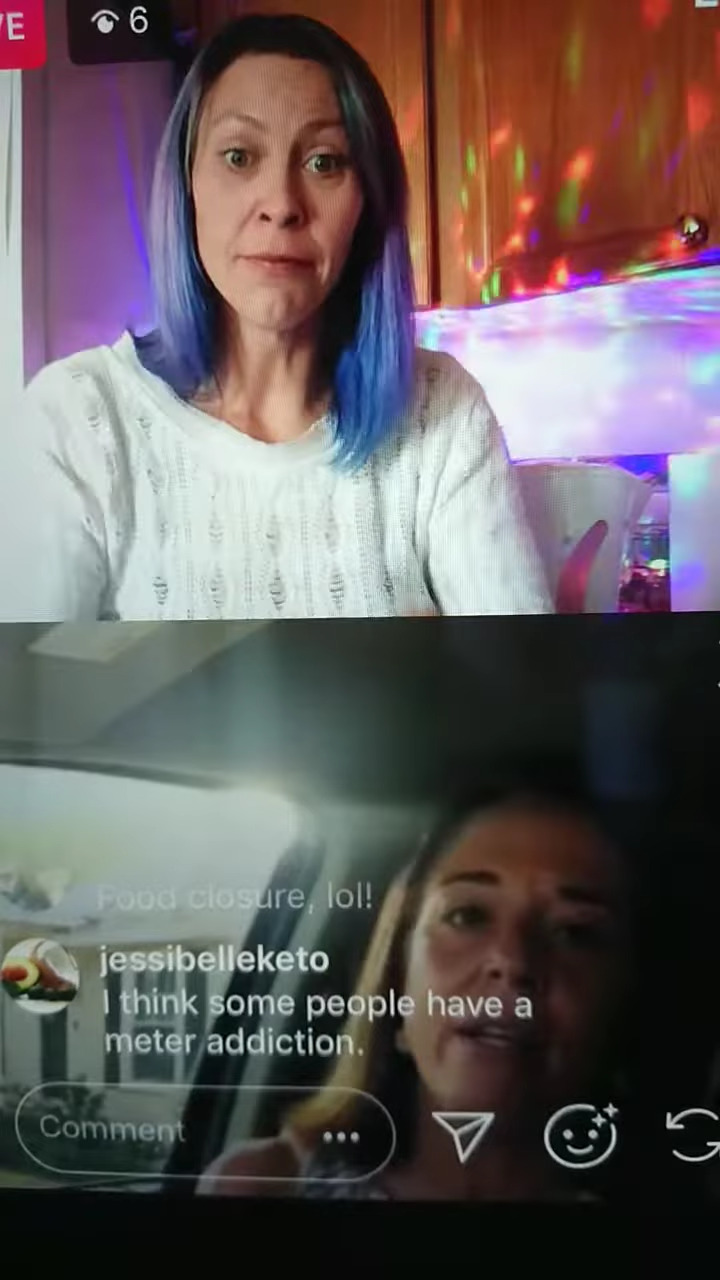 VE
6
Food closure, lol!
jessibelleketo
I think some people have a
meter addiction.
Comment